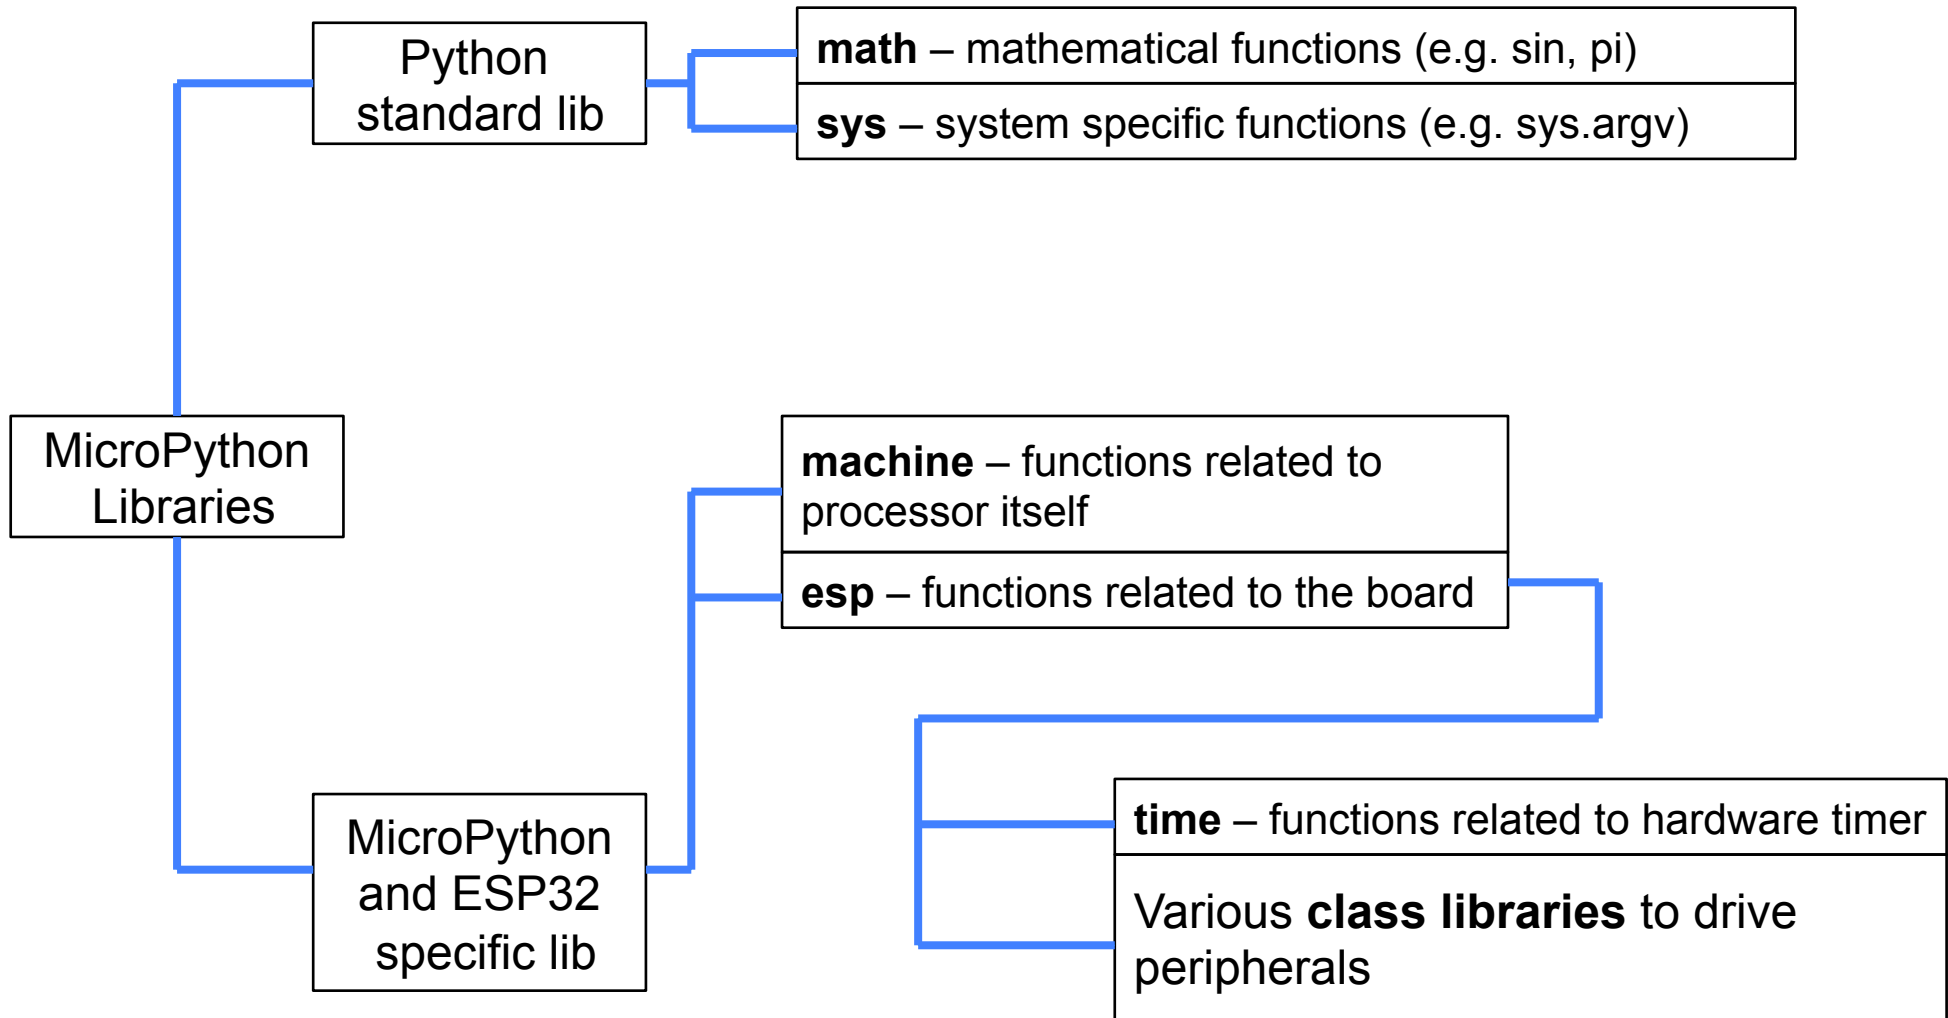 Python
standard lib
math – mathematical functions (e.g. sin, pi)
sys – system specific functions (e.g. sys.argv)
MicroPython
Libraries
machine – functions related to
processor itself
esp – functions related to the board
MicroPython
and ESP32
specific lib
time – functions related to hardware timer
Various class libraries to drive
peripherals